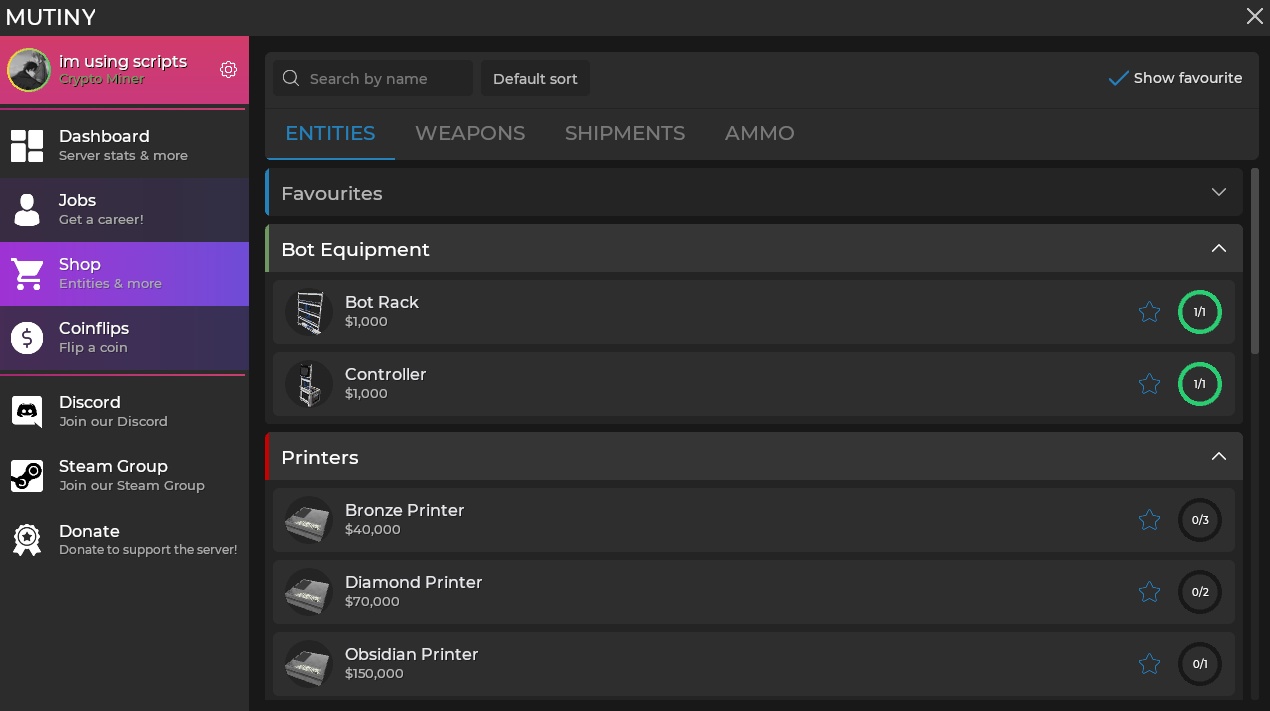 MUTINY
im using scripts
Crypto Miner
Dashboard
Server stats & more
Jobs
Get a career!
Shop
Entities & more
Coinflips
Flip a coin
Discord
Join our Discord
Steam Group
Join our Steam Group
Donate
Donate to support the server!
Search by name
Default sort
Show favourite
ENTITIES WEAPONS SHIPMENTS AMMO
Favourites
Bot Equipment
Bot Rack
$1,000
1/1
Controller
$1,000
1/1
Printers
Bronze Printer
$40,000
0/3
Diamond Printer
$70,000
0/2
Obsidian Printer
$150,000
0/1